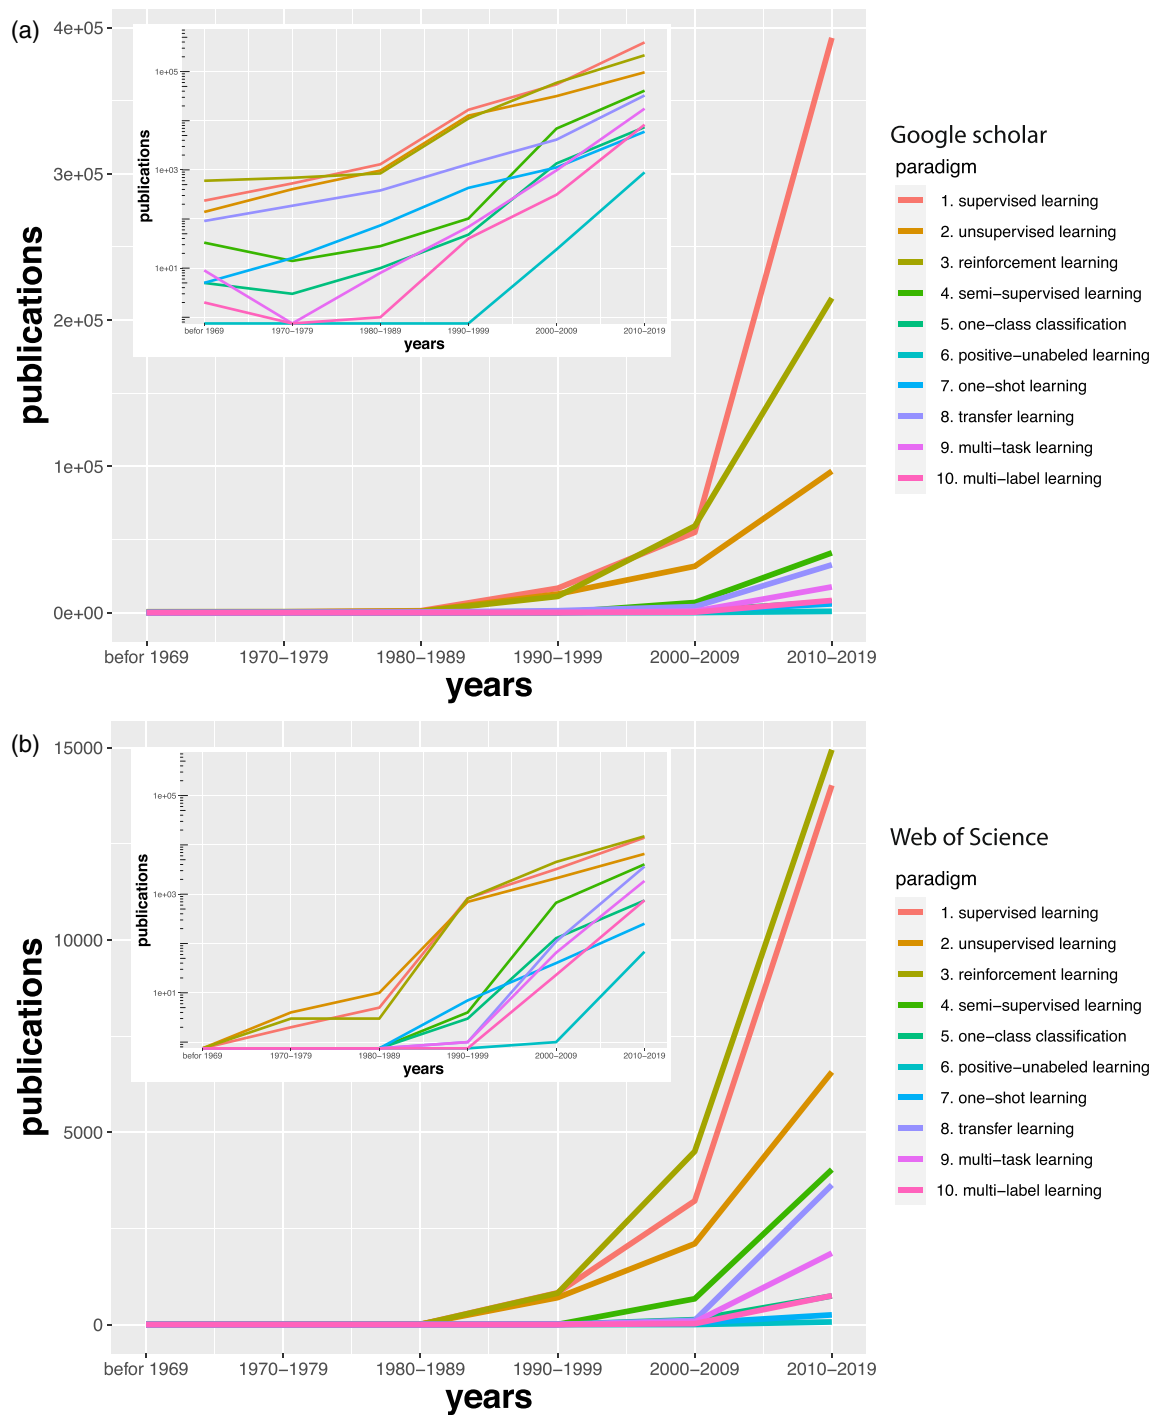 (a)
4e+05
3e+05
2e+05
1e+05
0e+00
publications
befor 1969
1970−1979
1980−1989
1990−1999
2000−2009
2010−2019
years
1e+05
1e+03
1e+01
publications
befor 1969
1970−1979
1980−1989
1990−1999
2000−2009
2010−2019
years
Google scholar
paradigm
1. supervised learning
2. unsupervised learning
3. reinforcement learning
4. semi−supervised learning
5. one−class classification
6. positive−unabeled learning
7. one−shot learning
8. transfer learning
9. multi−task learning
10. multi−label learning
(b)
15000
10000
5000
0
publications
befor 1969
1970−1979
1980−1989
1990−1999
2000−2009
2010−2019
years
1e+05
1e+03
1e+01
publications
befor 1969
1970−1979
1980−1989
1990−1999
2000−2009
2010−2019
years
Web of Science
paradigm
1. supervised learning
2. unsupervised learning
3. reinforcement learning
4. semi−supervised learning
5. one−class classification
6. positive−unabeled learning
7. one−shot learning
8. transfer learning
9. multi−task learning
10. multi−label learning